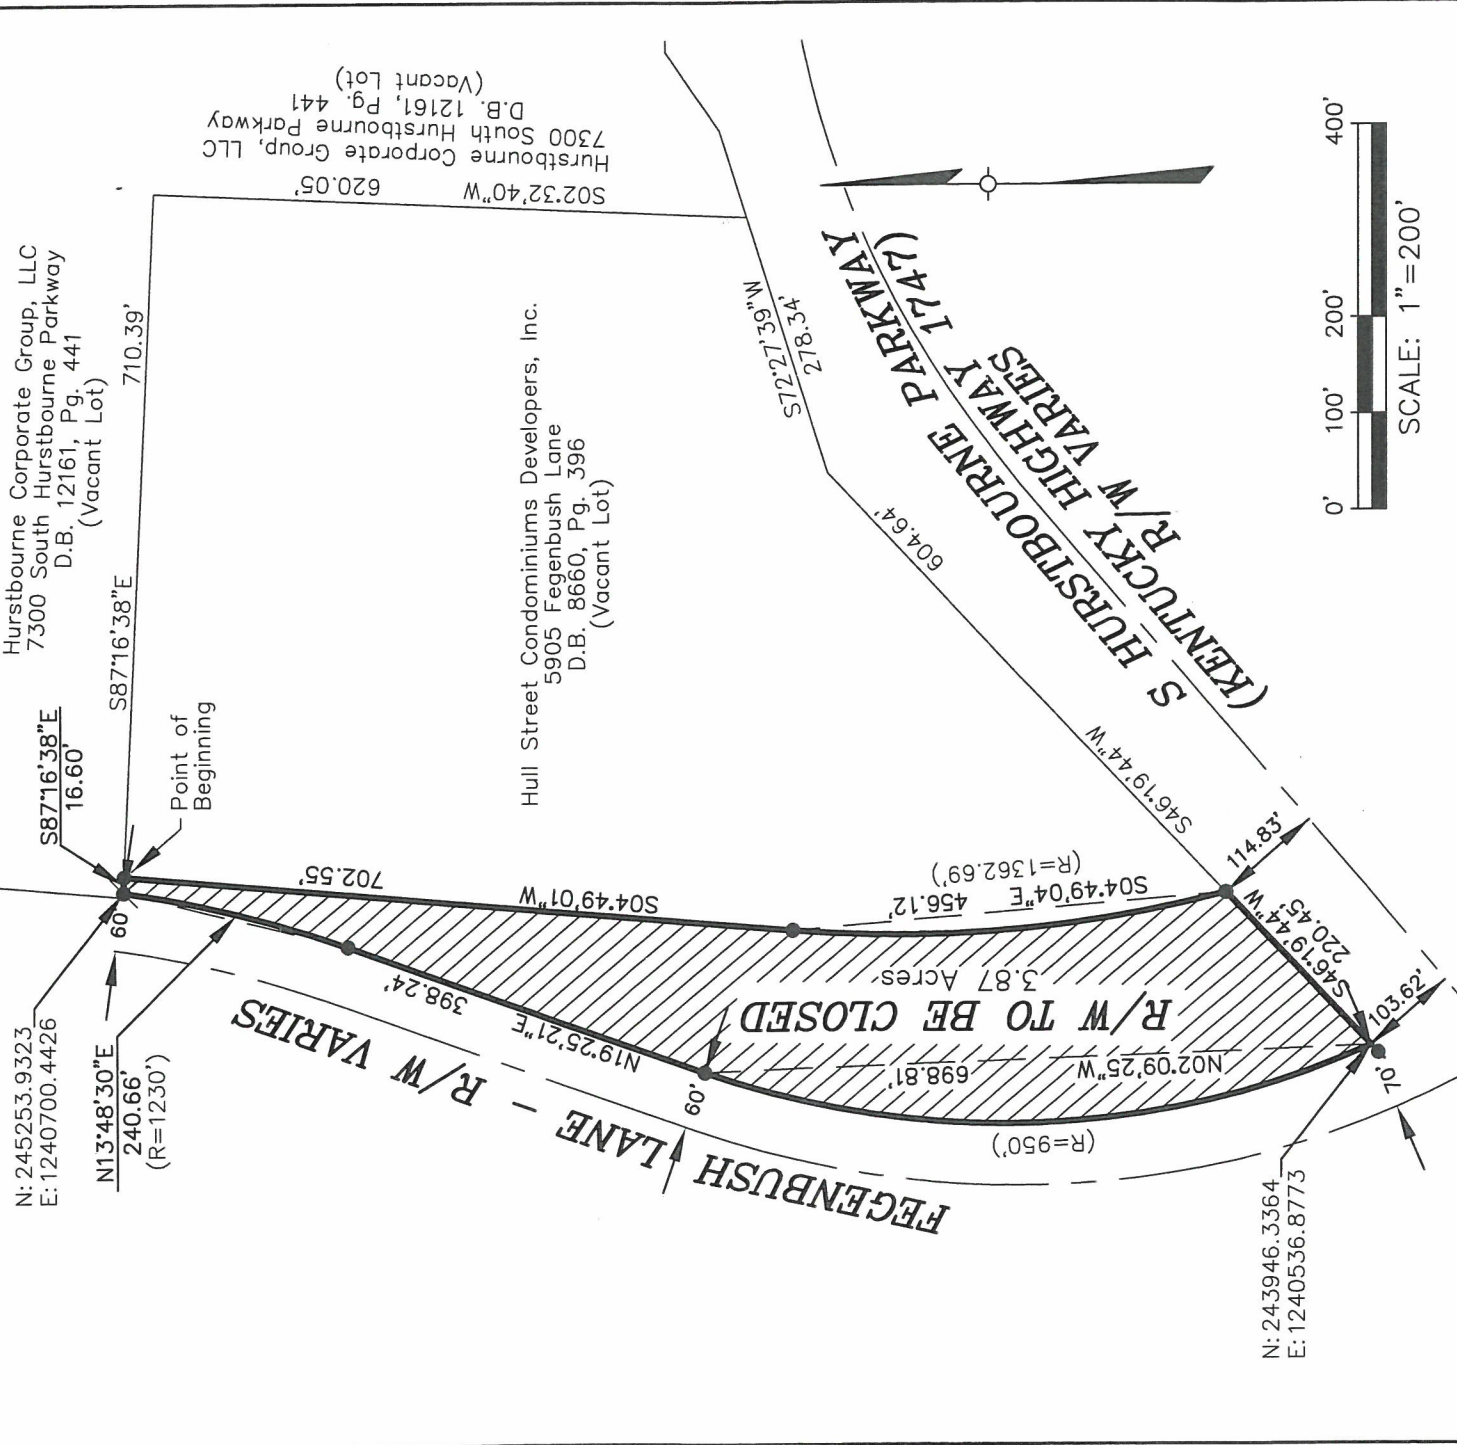 Hurstbourne Corporate Group, LLC
7300 South Hurstbourne Parkway
D.B. 12161, Pg. 441
(Vacant Lot)
Hurstbourne Corporate Group, LLC
7300 South Hurstbourne Parkway
D.B. 12161, Pg. 441
(Vacant Lot)
S02°32'40"W 620.05'
S87°16'38"E 710.39'
S87°16'38"E
16.60'
Point of
Beginning
Hull Street Condominiums Developers, Inc.
5905 Fegenbush Lane
D.B. 8660, Pg. 396
(Vacant Lot)
N: 245253.9323
E: 1240700.4426
N13°48'30"E
240.66'
(R=1230')
60'
S04°49'01"W 702.55'
N19°25'21"E 398.24'
FEGENBUSH LANE - R/W VARIES
60'
R/W TO BE CLOSED
3.87 Acres
S04°49'04"E 456.12'
(R=1362.69')
N02°09'25"W 698.81'
(R=950')
S46°19'44"W
220.45'
S46°19'44"W 604.64'
S72°27'39"W
278.34'
114.83'
103.62'
70'
N: 243946.3364
E: 1240536.8773
S HURSTBOURNE PARKWAY
(KENTUCKY HIGHWAY 1747)
R/W VARIES
0' 100' 200' 400'
SCALE: 1"=200'